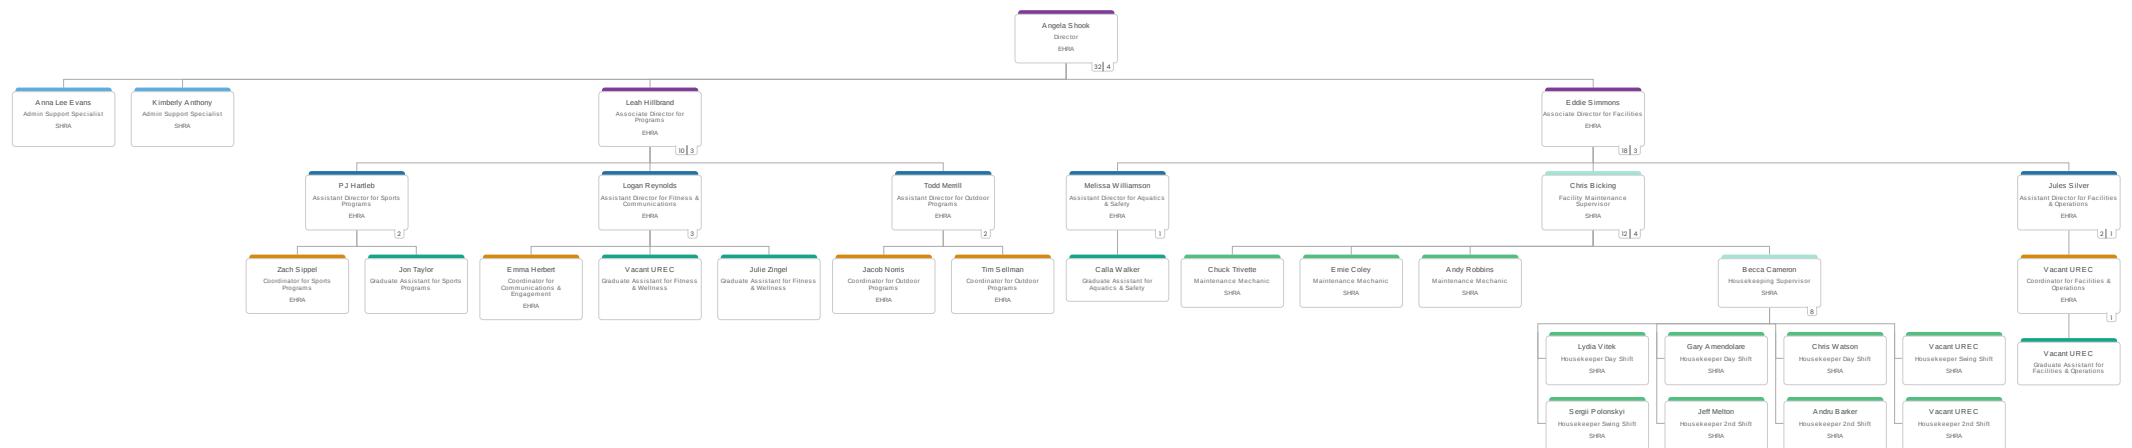 Angela Shook
Director
EHRA
32 4
Anna Lee Evans
Admin Support Specialist
SHRA
Kimberly Anthony
Admin Support Specialist
SHRA
Leah Hillbrand
Associate Director for
Programs
EHRA
10 3
Eddie Simmons
Associate Director for Facilities
EHRA
18 3
PJ Hartleb
Assistant Director for Sports
Programs
EHRA
2
Logan Reynolds
Assistant Director for Fitness &
Communications
EHRA
3
Todd Merrill
Assistant Director for Outdoor
Programs
EHRA
2
Melissa Williamson
Assistant Director for Aquatics
& Safety
EHRA
1
Chris Bicking
Facility Maintenance
Supervisor
SHRA
12 4
Jules Silver
Assistant Director for Facilities
& Operations
EHRA
2 1
Zach Sippel
Coordinator for Sports
Programs
EHRA
Jon Taylor
Graduate Assistant for Sports
Programs
Emma Herbert
Coordinator for
Communications &
Engagement
EHRA
Vacant UREC
Graduate Assistant for Fitness
& Wellness
Julie Zingel
Graduate Assistant for Fitness
& Wellness
Jacob Norris
Coordinator for Outdoor
Programs
EHRA
Tim Sellman
Coordinator for Outdoor
Programs
EHRA
Calla Walker
Graduate Assistant for
Aquatics & Safety
Chuck Trivette
Maintenance Mechanic
SHRA
Ernie Coley
Maintenance Mechanic
SHRA
Andy Robbins
Maintenance Mechanic
SHRA
Becca Cameron
Housekeeping Supervisor
SHRA
8
Vacant UREC
Coordinator for Facilities &
Operations
EHRA
1
Lydia Vitek
Housekeeper Day Shift
SHRA
Gary Amendolare
Housekeeper Day Shift
SHRA
Chris Watson
Housekeeper Day Shift
SHRA
Vacant UREC
Housekeeper Swing Shift
SHRA
Vacant UREC
Graduate Assistant for
Facilities & Operations
Sergii Polonskyi
Housekeeper Swing Shift
SHRA
Jeff Melton
Housekeeper 2nd Shift
SHRA
Andru Barker
Housekeeper 2nd Shift
SHRA
Vacant UREC
Housekeeper 2nd Shift
SHRA